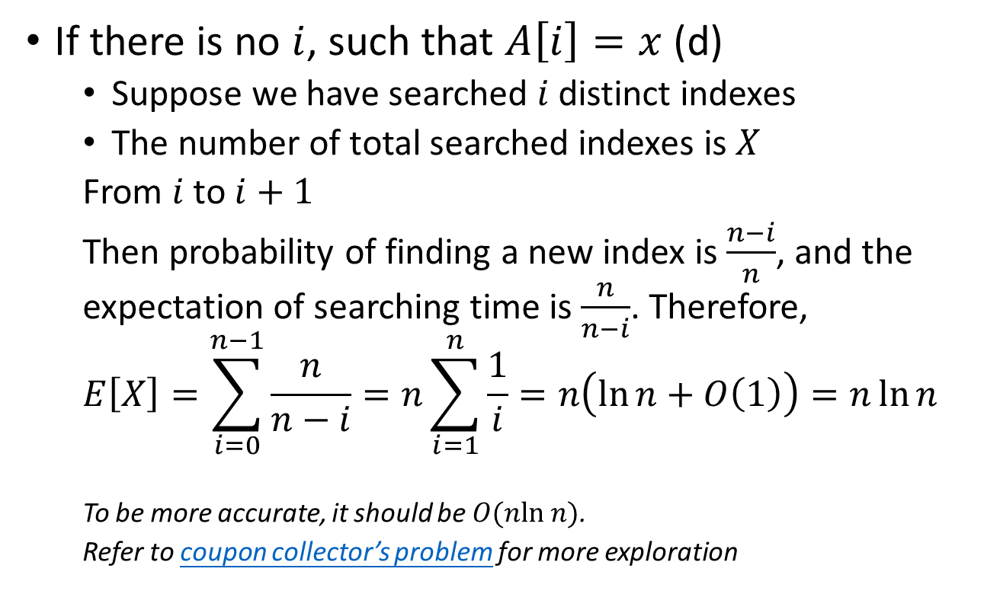 • If there is no 𝑖, such that 𝐴[𝑖] = 𝑥 (d)
• Suppose we have searched 𝑖 distinct indexes
• The number of total searched indexes is 𝑋
From 𝑖 to 𝑖 + 1
Then probability of finding a new index is \frac{n-i}{n}, and the
expectation of searching time is \frac{n}{n-i}. Therefore,
E[X] = \sum_{i=0}^{n-1} \frac{n}{n-i} = n \sum_{i=1}^{n} \frac{1}{i} = n(\ln n + O(1)) = n \ln n
To be more accurate, it should be 𝑂(𝑛ln 𝑛).
Refer to coupon collector’s problem for more exploration